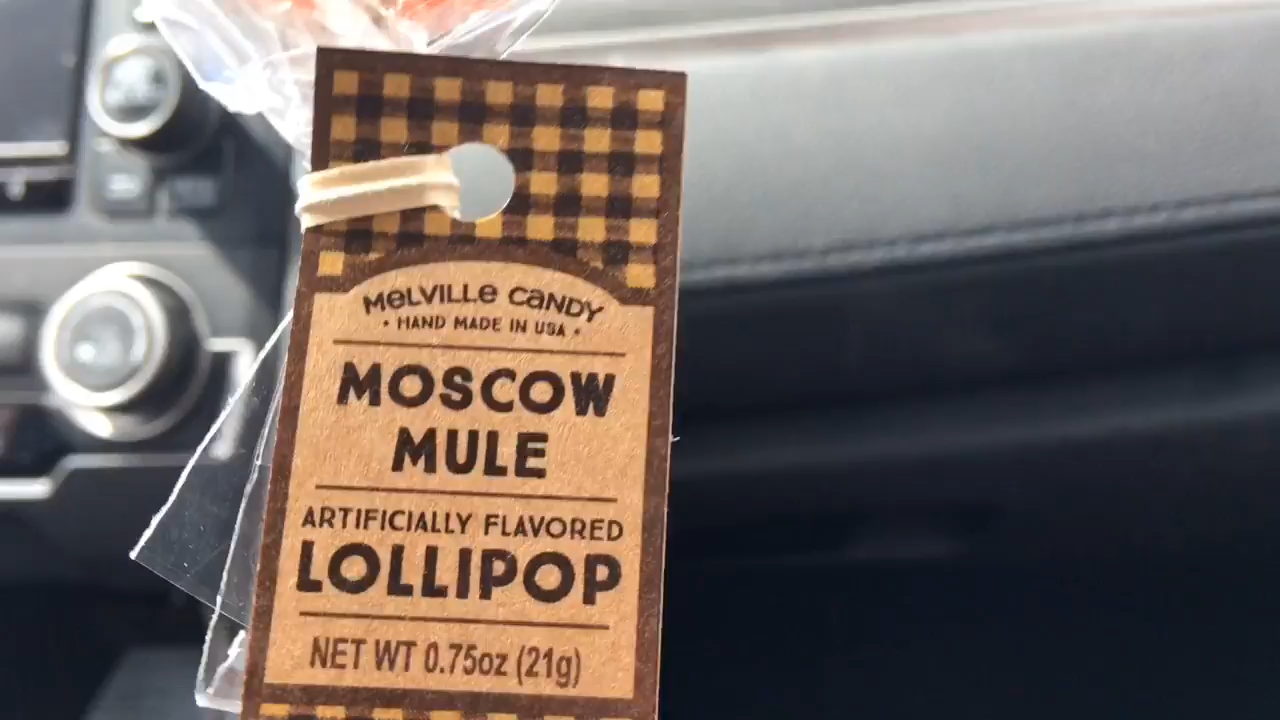 MELVILLE CANDY
• HAND MADE IN USA •
MOSCOW
MULE
ARTIFICIALLY FLAVORED
LOLLIPOP
NET WT 0.75oz (21g)